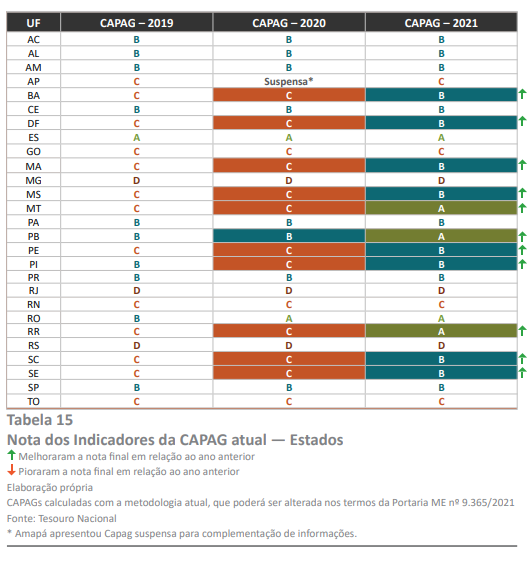 UF CAPAG – 2019 CAPAG – 2020 CAPAG – 2021
AC B B B
AL B B B
AM B B B
AP C Suspensa* C
BA C C B ↑
CE B B B
DF C C B ↑
ES A A A
GO C C C
MA C C B ↑
MG D D D
MS C C B ↑
MT C C A ↑
PA B B B
PB B B A ↑
PE C C B ↑
PI B C B ↑
PR B B B
RJ D D D
RN C C C
RO B A A
RR C C A ↑
RS D D D
SC C C B ↑
SE C C B ↑
SP B B B
TO C C C
Tabela 15
Nota dos Indicadores da CAPAG atual — Estados
↑ Melhoraram a nota final em relação ao ano anterior
↓ Pioraram a nota final em relação ao ano anterior
Elaboração própria
CAPAGs calculadas com a metodologia atual, que poderá ser alterada nos termos da Portaria ME nº 9.365/2021
Fonte: Tesouro Nacional
* Amapá apresentou Capag suspensa para complementação de informações.